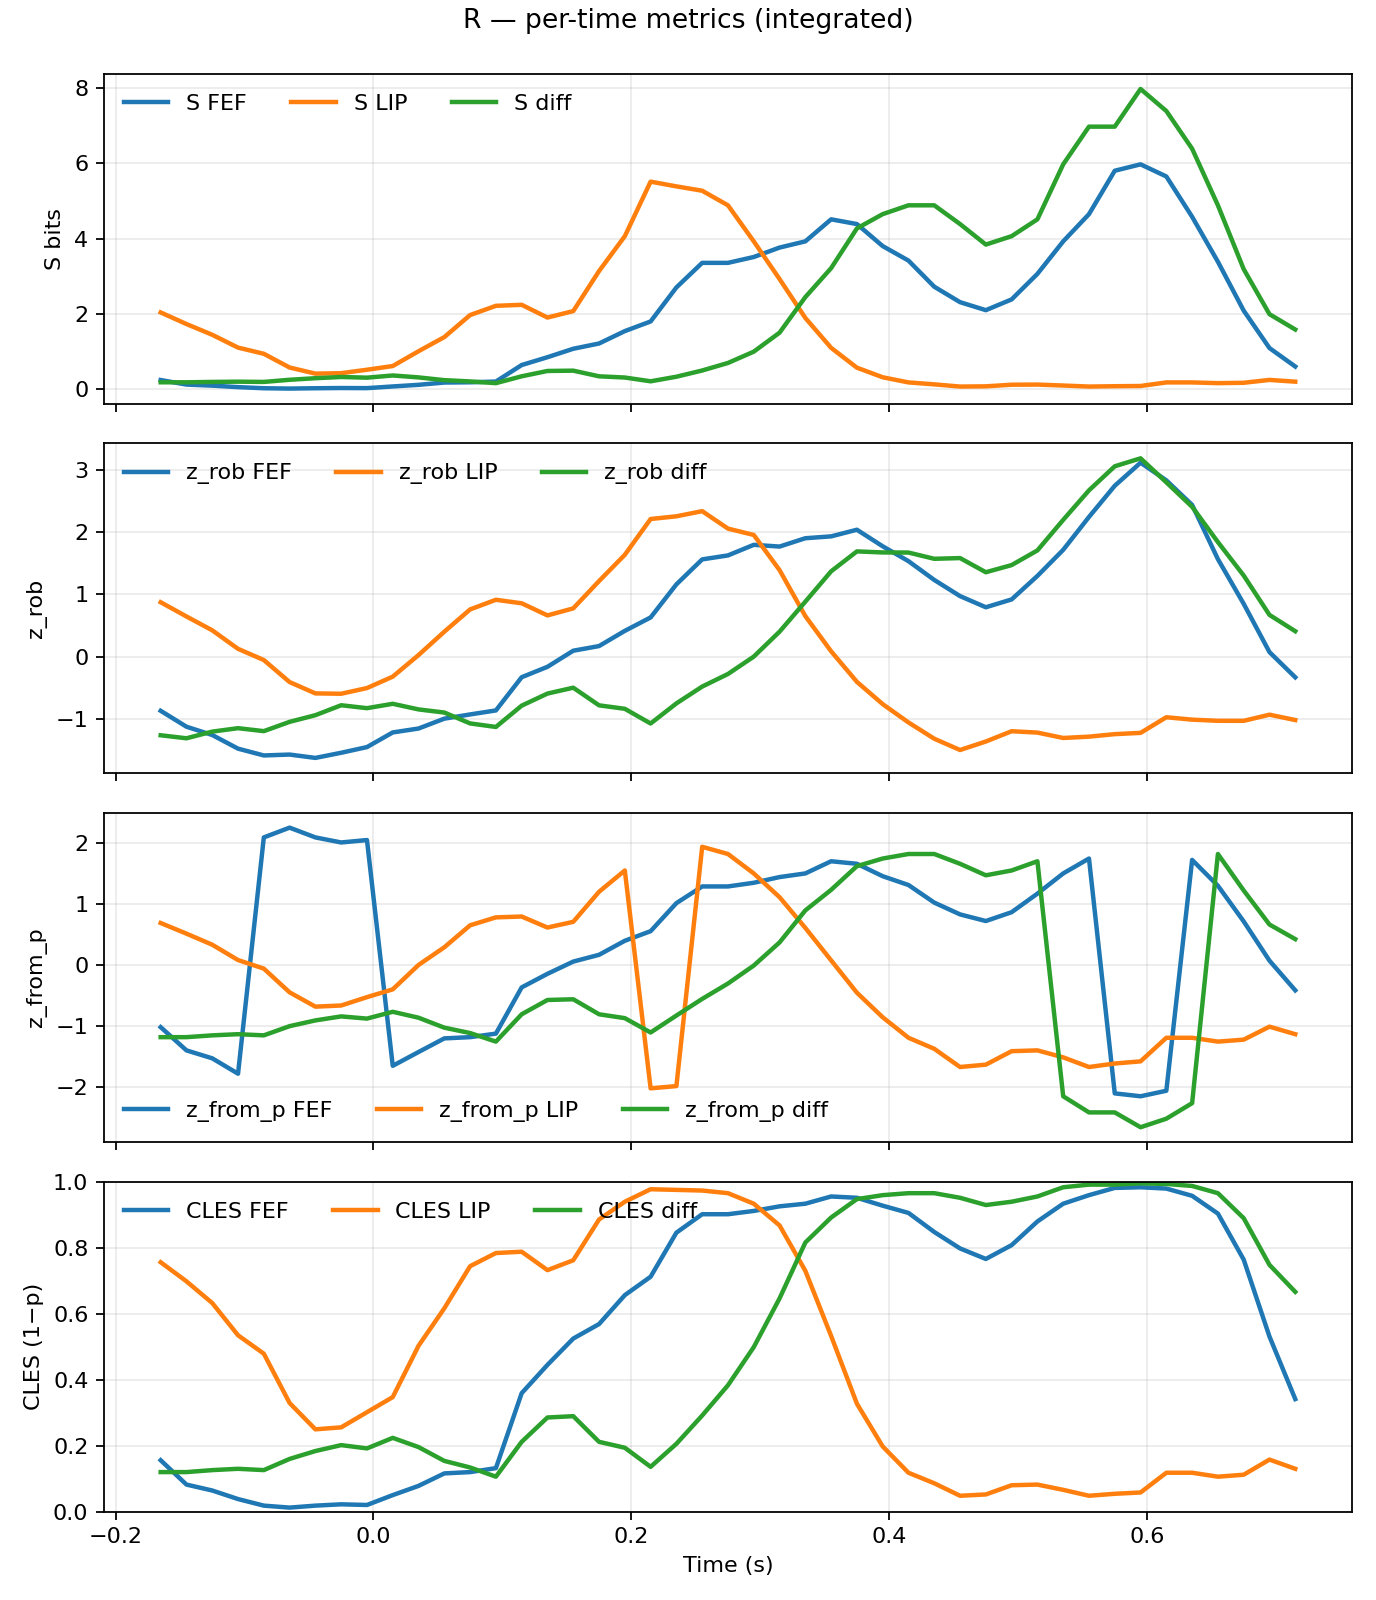 R — per-time metrics (integrated)
S FEF S LIP S diff
8
6
4
2
0
S bits
z_rob FEF z_rob LIP z_rob diff
3
2
1
0
−1
z_rob
2
1
0
−1
−2
z_from_p
z_from_p FEF z_from_p LIP z_from_p diff
CLES FEF CLES LIP CLES diff
1.0
0.8
0.6
0.4
0.2
0.0
CLES (1−p)
−0.2 0.0 0.2 0.4 0.6
Time (s)